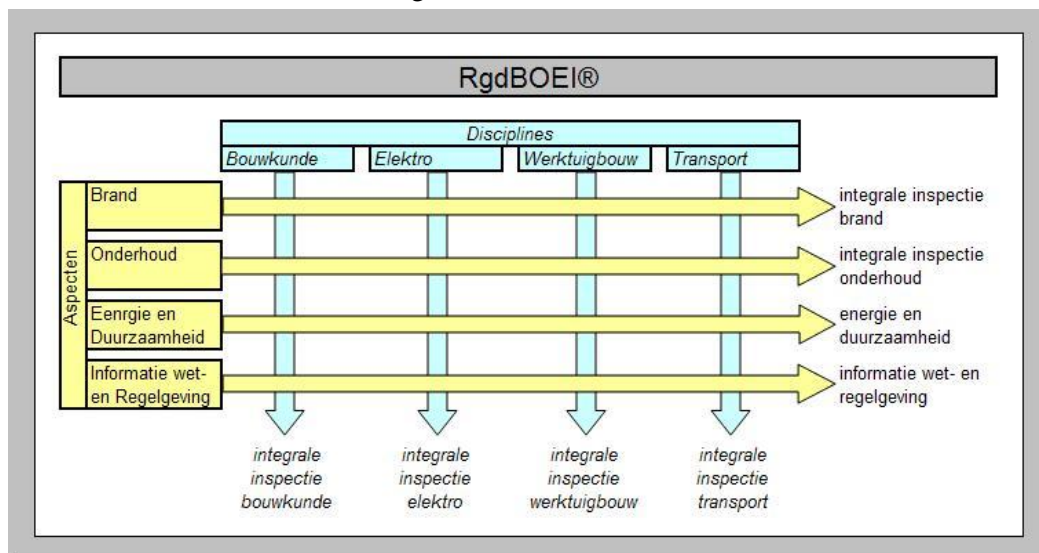 RgdBOEI®
Disciplines
Bouwkunde Elektro Werktuigbouw Transport
Aspecten
Brand
integrale inspectie
brand
Onderhoud
integrale inspectie
onderhoud
Eenrgie en
Duurzaamheid
energie en
duurzaamheid
Informatie wet-
en Regelgeving
informatie wet- en
regelgeving
integrale
inspectie
bouwkunde
integrale
inspectie
elektro
integrale
inspectie
werktuigbouw
integrale
inspectie
transport